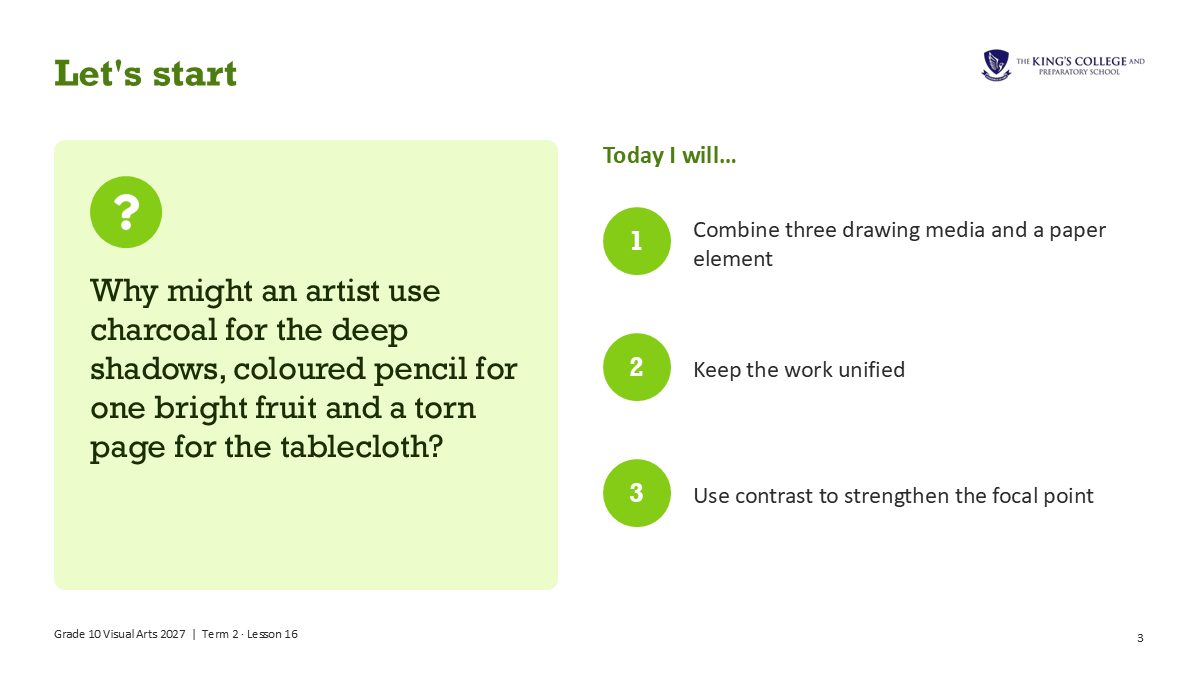 Let's start
THE KING'S COLLEGE AND
PREPARATORY SCHOOL
?
Why might an artist use
charcoal for the deep
shadows, coloured pencil for
one bright fruit and a torn
page for the tablecloth?
Today I will...
1
Combine three drawing media and a paper
element
2
Keep the work unified
3
Use contrast to strengthen the focal point
Grade 10 Visual Arts 2027 | Term 2 · Lesson 16
3